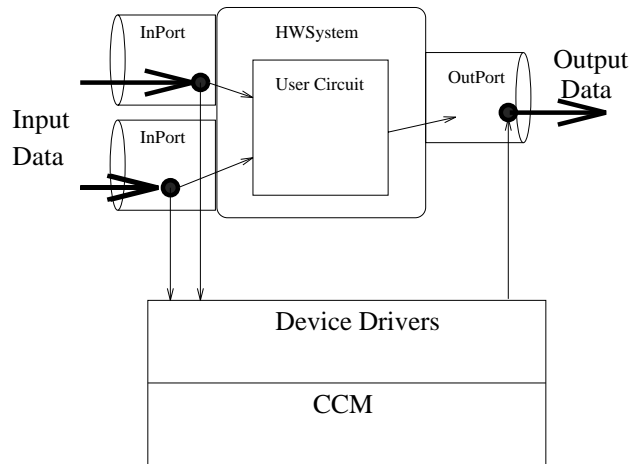 InPort
HWSystem
User Circuit
OutPort
Output
Data
Input
Data
InPort
Device Drivers
CCM